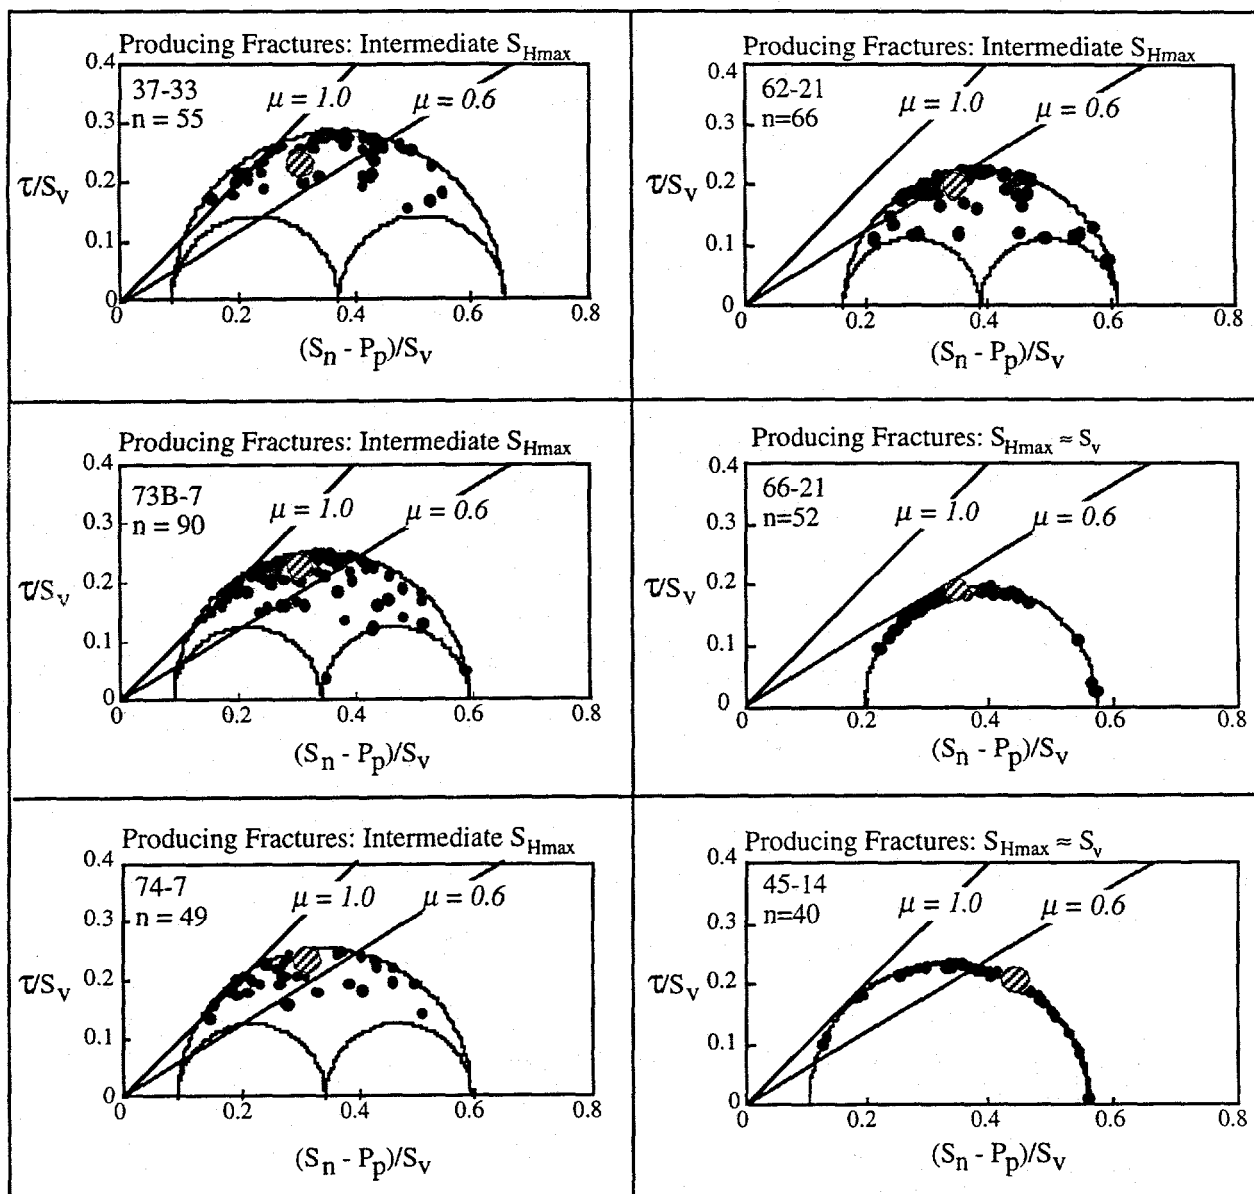 Producing Fractures: Intermediate S_Hmax
0.4
37-33
n = 55
μ = 1.0
μ = 0.6
0.3
τ/S_v
0.2
0.1
0
0
0.2
0.4
0.6
0.8
(S_n - P_p)/S_v
Producing Fractures: Intermediate S_Hmax
0.4
62-21
n=66
μ = 1.0
μ = 0.6
0.3
τ/S_v
0.2
0.1
0
0
0.2
0.4
0.6
0.8
(S_n - P_p)/S_v
Producing Fractures: Intermediate S_Hmax
0.4
73B-7
n = 90
μ = 1.0
μ = 0.6
0.3
τ/S_v
0.2
0.1
0
0
0.2
0.4
0.6
0.8
(S_n - P_p)/S_v
Producing Fractures: S_Hmax ≈ S_v
0.4
66-21
n=52
μ = 1.0
μ = 0.6
0.3
τ/S_v
0.2
0.1
0
0
0.2
0.4
0.6
0.8
(S_n - P_p)/S_v
Producing Fractures: Intermediate S_Hmax
0.4
74-7
n = 49
μ = 1.0
μ = 0.6
0.3
τ/S_v
0.2
0.1
0
0
0.2
0.4
0.6
0.8
(S_n - P_p)/S_v
Producing Fractures: S_Hmax ≈ S_v
0.4
45-14
n=40
μ = 1.0
μ = 0.6
0.3
τ/S_v
0.2
0.1
0
0
0.2
0.4
0.6
0.8
(S_n - P_p)/S_v